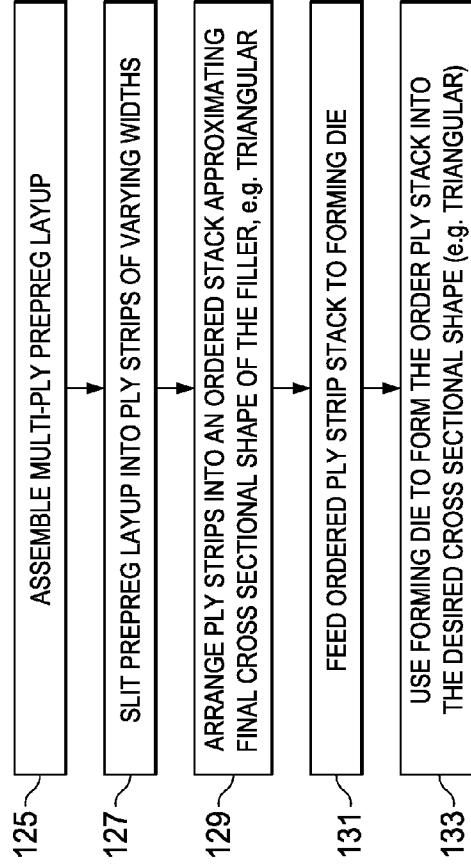 125
ASSEMBLE MULTI-PLY PREPREG LAYUP
127
SLIT PREPREG LAYUP INTO PLY STRIPS OF VARYING WIDTHS
129
ARRANGE PLY STRIPS INTO AN ORDERED STACK APPROXIMATING
FINAL CROSS SECTIONAL SHAPE OF THE FILLER, e.g. TRIANGULAR
131
FEED ORDERED PLY STRIP STACK TO FORMING DIE
133
USE FORMING DIE TO FORM THE ORDER PLY STACK INTO
THE DESIRED CROSS SECTIONAL SHAPE (e.g. TRIANGULAR)